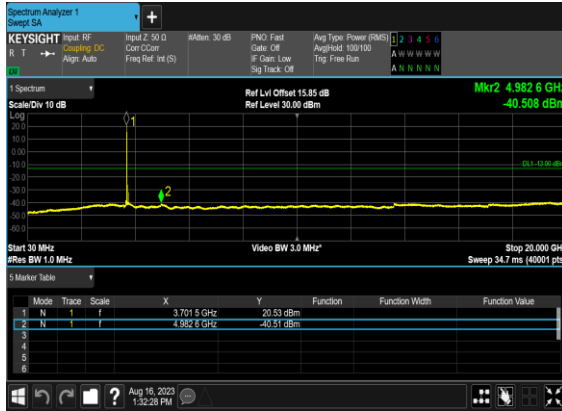 Spectrum Analyzer 1
Swept SA
+
KEYSIGHT Input: RF Input Z: 50 Ω #Atten: 30 dB PNO: Fast Avg Type: Power (RMS) 1 2 3 4 5 6
R T Coupling: DC Corr CCorr Gate: Off Avg|Hold: 100/100 A W W W W W
Align: Auto Freq Ref: Int (S) IF Gain: Low Trig: Free Run
LU Sig Track: Off A N N N N N
1 Spectrum Ref Lvl Offset 15.85 dB Mkr2 4.982 6 GHz
Scale/Div 10 dB Ref Level 30.00 dBm -40.508 dBm
Log
20.0
10.0
0.00
-10.0
-20.0
-30.0
-40.0
-50.0
-60.0
1
2
DL1 -13.00 dBm
Start 30 MHz Video BW 3.0 MHz* Stop 20.000 GHz
#Res BW 1.0 MHz Sweep 34.7 ms (40001 pts)
5 Marker Table
Mode Trace Scale X Y Function Function Width Function Value
1 N 1 f 3.701 5 GHz 20.53 dBm
2 N 1 f 4.982 6 GHz -40.51 dBm
3
4
5
6
? Aug 16, 2023
1:32:28 PM